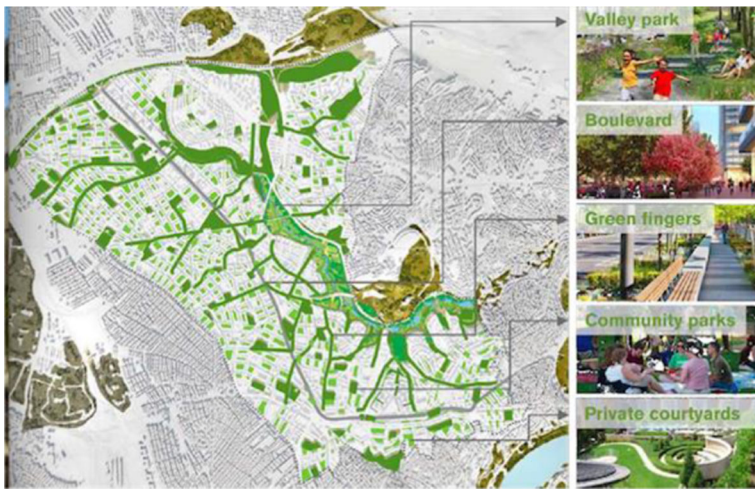 Valley park
Boulevard
Green fingers
Community parks
Private courtyards